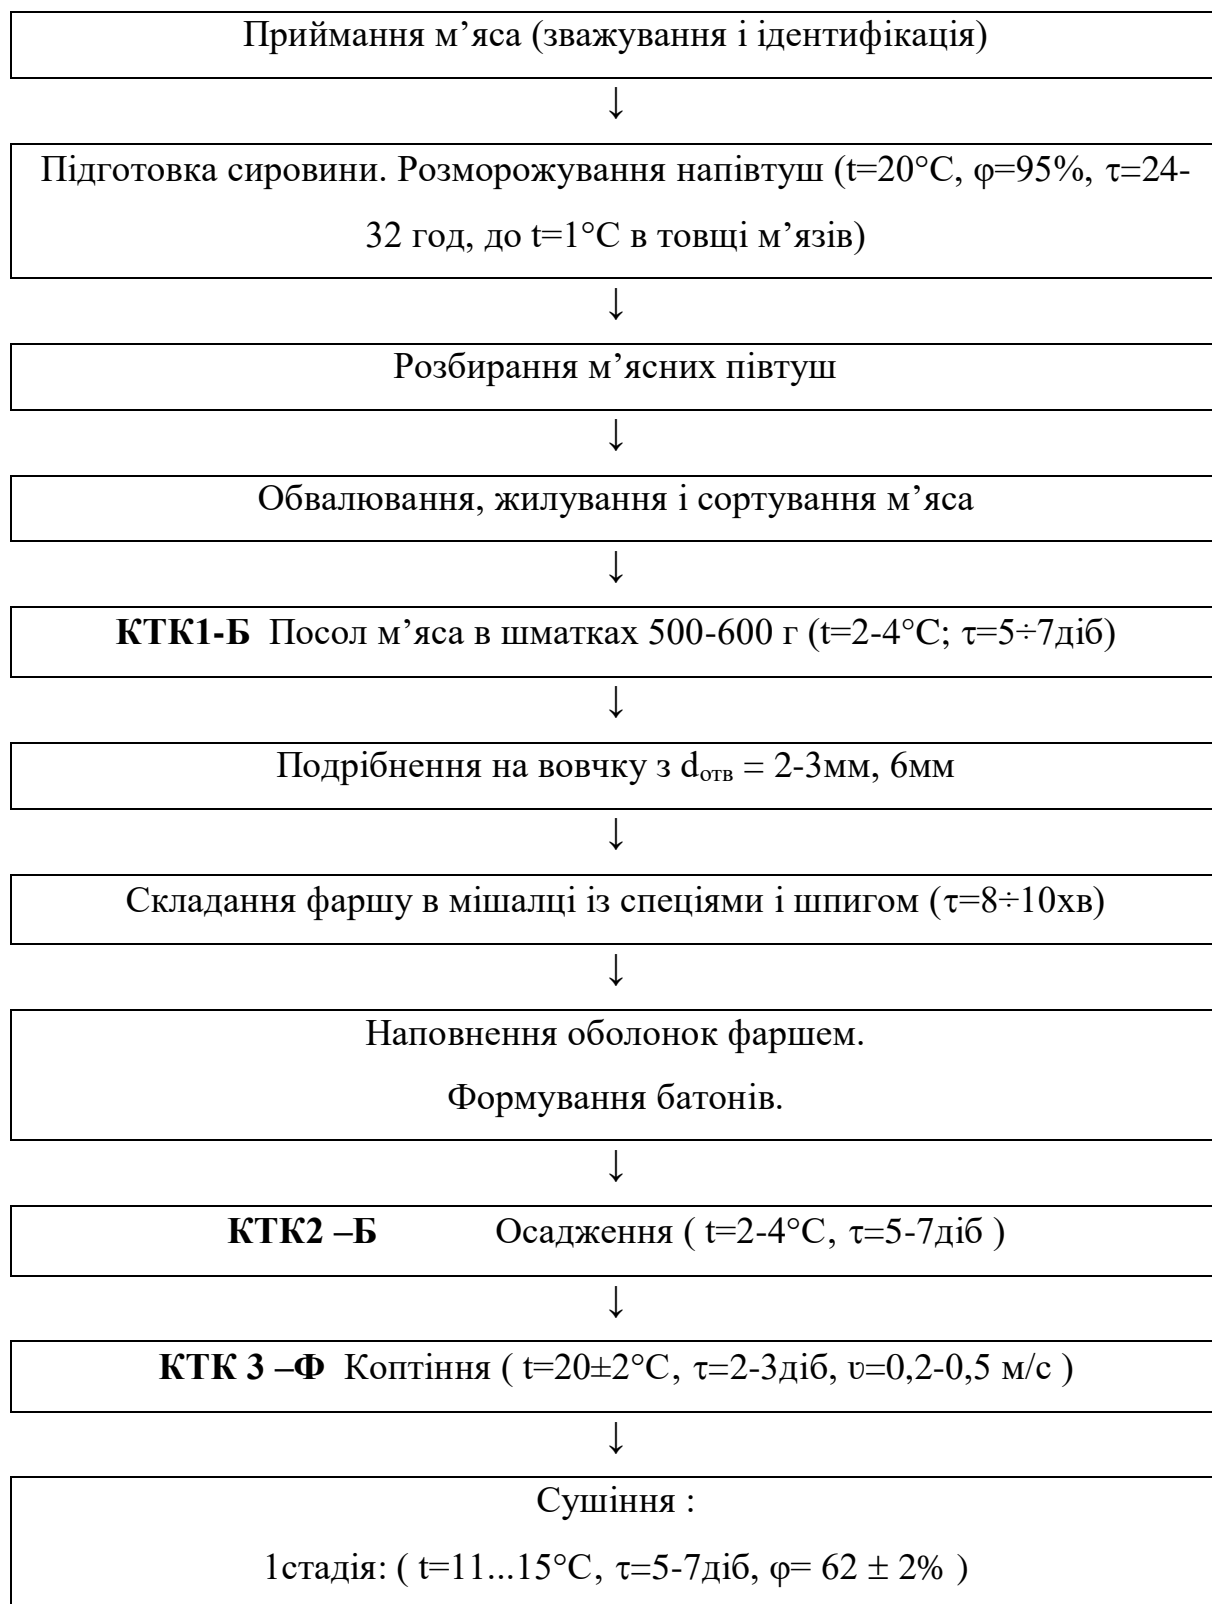 Приймання м’яса (зважування і ідентифікація)
↓
Підготовка сировини. Розморожування напівтуш (t=20°С, φ=95%, τ=24-
32 год, до t=1°С в товщі м’язів)
↓
Розбирання м’ясних півтуш
↓
Обвалювання, жилування і сортування м’яса
↓
КТК1-Б Посол м’яса в шматках 500-600 г (t=2-4°С; τ=5÷7діб)
↓
Подрібнення на вовчку з dотв = 2-3мм, 6мм
↓
Складання фаршу в мішалці із спеціями і шпигом (τ=8÷10хв)
↓
Наповнення оболонок фаршем.
Формування батонів.
↓
КТК2 –Б Осадження ( t=2-4°С, τ=5-7діб )
↓
КТК 3 –Ф Коптіння ( t=20±2°С, τ=2-3діб, υ=0,2-0,5 м/с )
↓
Сушіння :
1стадія: ( t=11...15°С, τ=5-7діб, φ= 62 ± 2% )